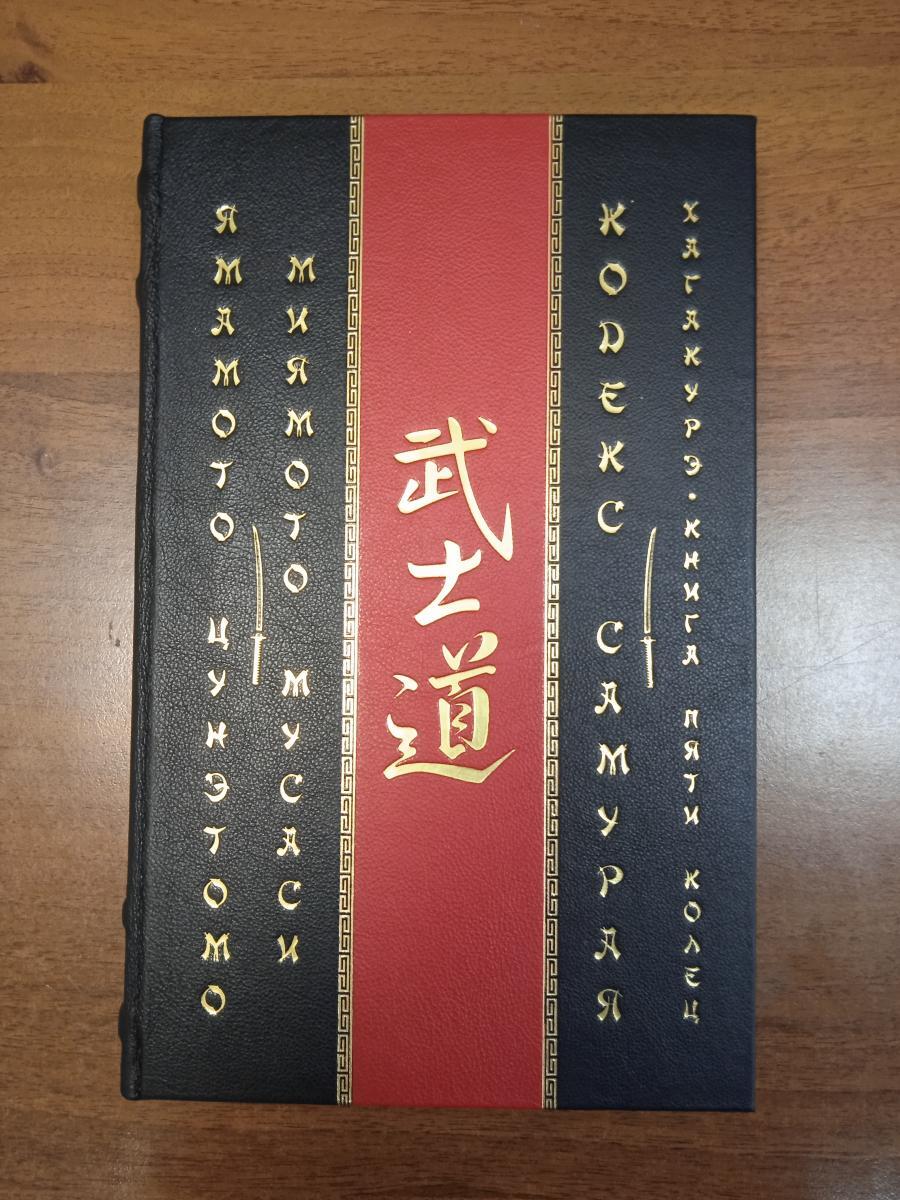 ЯМАМОТО ЦУНЭТОМО
МИЯМОТО МУСАСИ
武士道
КОДЕКС САМУРАЯ
ХАГАКУРЭ • КНИГА ПЯТИ КОЛЕЦ